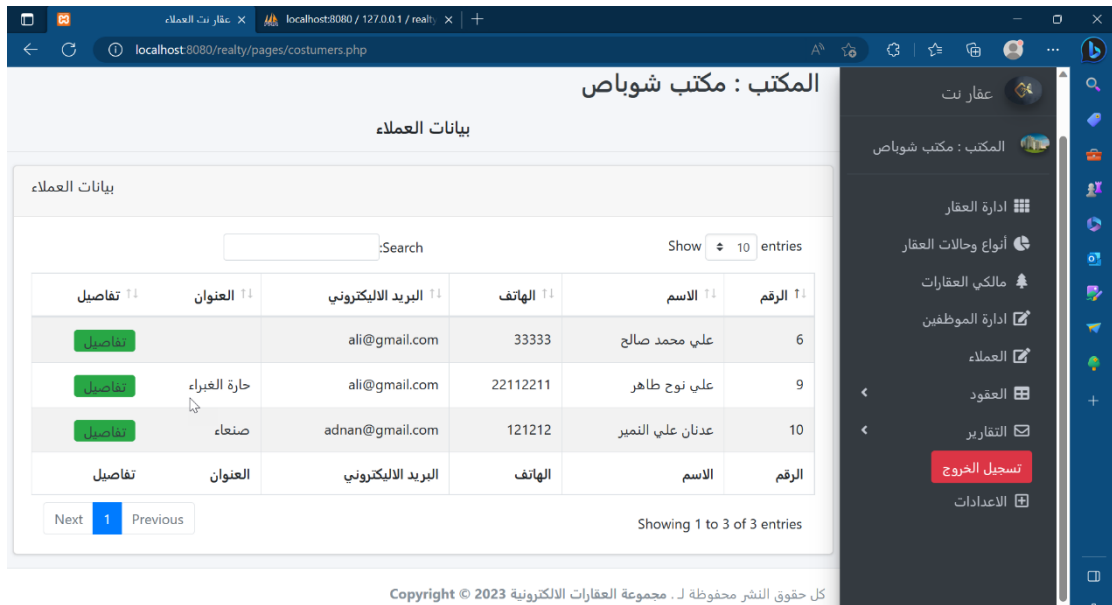 عقار نت العملاء
localhost:8080 / 127.0.0.1 / realty
localhost:8080/realty/pages/costumers.php
عقار نت
المكتب : مكتب شوباص
ادارة العقار
أنواع وحالات العقار
مالكي العقارات
ادارة الموظفين
العملاء
العقود
التقارير
تسجيل الخروج
الاعدادات
المكتب : مكتب شوباص
بيانات العملاء
بيانات العملاء
Show 10 entries
Search:
الرقم الاسم الهاتف البريد الاليكتروني العنوان تفاصيل
6 علي محمد صالح 33333 ali@gmail.com تفاصيل
9 علي نوح طاهر 22112211 ali@gmail.com حارة الغبراء تفاصيل
10 عدنان علي النمير 121212 adnan@gmail.com صنعاء تفاصيل
الرقم الاسم الهاتف البريد الاليكتروني العنوان تفاصيل
Showing 1 to 3 of 3 entries
Previous 1 Next
كل حقوق النشر محفوظة لـ . مجموعة العقارات الالكترونية Copyright © 2023